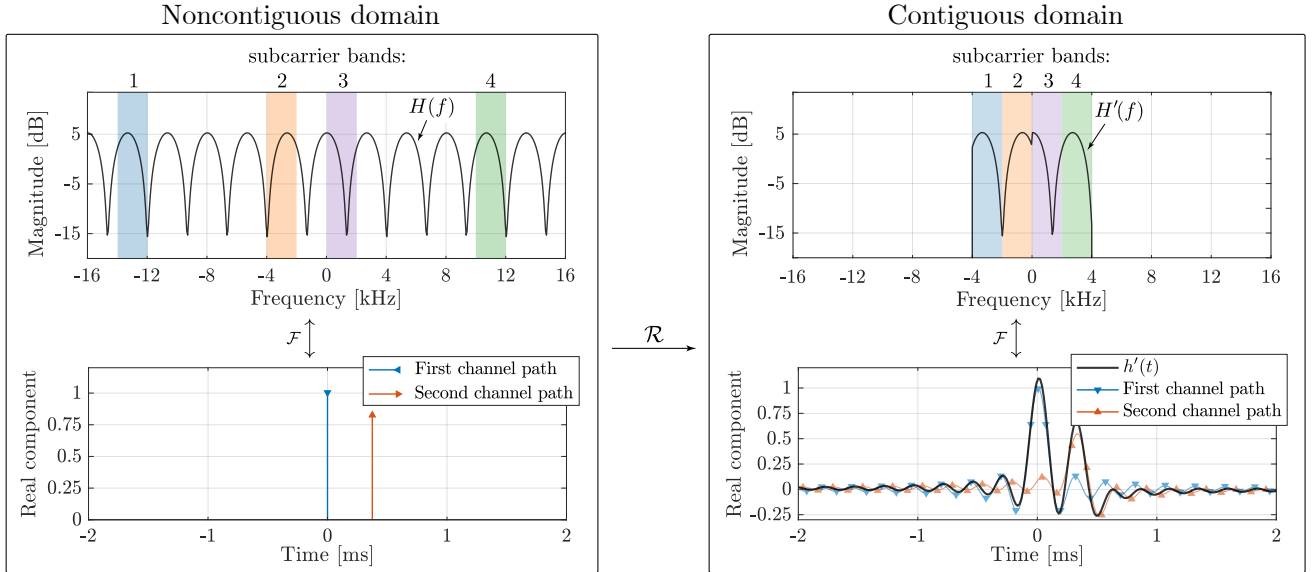 Noncontiguous domain
subcarrier bands:
1 2 3 4
H(f)
Magnitude [dB]
5
-5
-15
-16 -12 -8 -4 0 4 8 12 16
Frequency [kHz]
ℱ
First channel path
Second channel path
Real component
1
0.75
0.5
0.25
0
-2 -1 0 1 2
Time [ms]
ℛ
Contiguous domain
subcarrier bands:
1 2 3 4
H′(f)
Magnitude [dB]
5
-5
-15
-16 -12 -8 -4 0 4 8 12 16
Frequency [kHz]
ℱ
h′(t)
First channel path
Second channel path
Real component
1
0.75
0.5
0.25
0
-0.25
-2 -1 0 1 2
Time [ms]